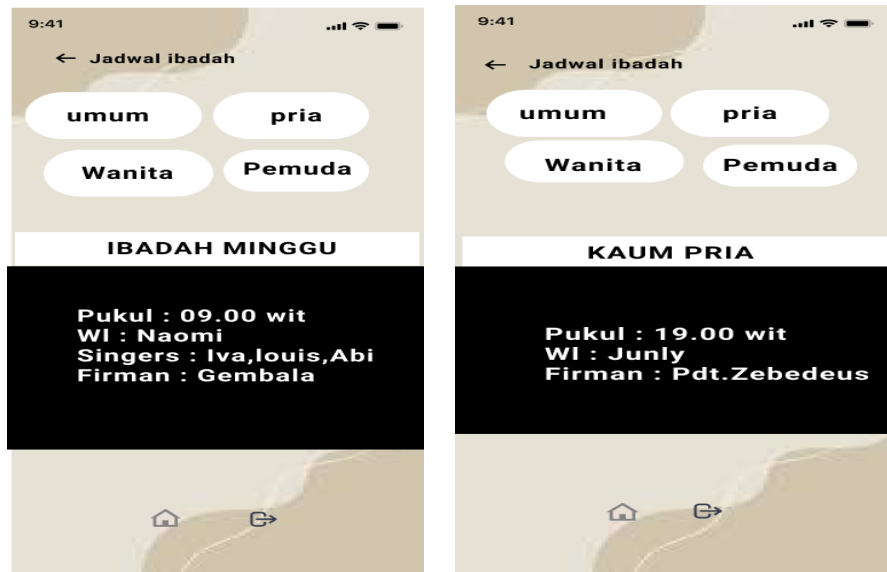 9:41
← Jadwal ibadah
umum pria
Wanita Pemuda
IBADAH MINGGU
Pukul : 09.00 wit
Wl : Naomi
Singers : Iva,louis,Abi
Firman : Gembala
9:41
← Jadwal ibadah
umum pria
Wanita Pemuda
KAUM PRIA
Pukul : 19.00 wit
Wl : Junly
Firman : Pdt.Zebedeus